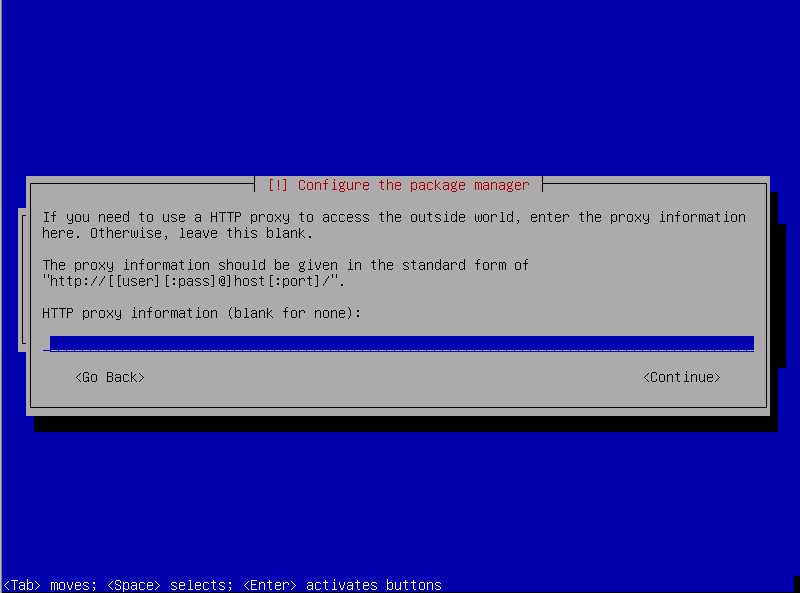 [!] Configure the package manager
If you need to use a HTTP proxy to access the outside world, enter the proxy information
here. Otherwise, leave this blank.
The proxy information should be given in the standard form of
"http://[[user][:pass]@]host[:port]/".
HTTP proxy information (blank for none):
<Go Back> <Continue>
<Tab> moves; <Space> selects; <Enter> activates buttons